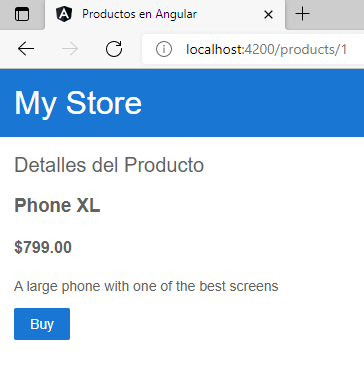 Productos en Angular
localhost:4200/products/1
My Store
Detalles del Producto
Phone XL
$799.00
A large phone with one of the best screens
Buy